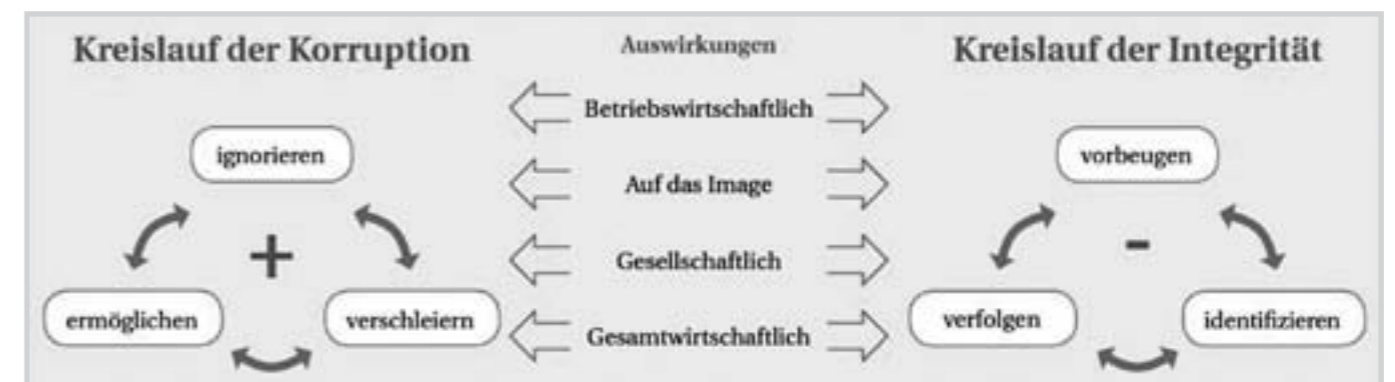 Kreislauf der Korruption
ignorieren
+
ermöglichen
verschleiern
Auswirkungen
Betriebswirtschaftlich
Auf das Image
Gesellschaftlich
Gesamtwirtschaftlich
Kreislauf der Integrität
vorbeugen
-
verfolgen
identifizieren